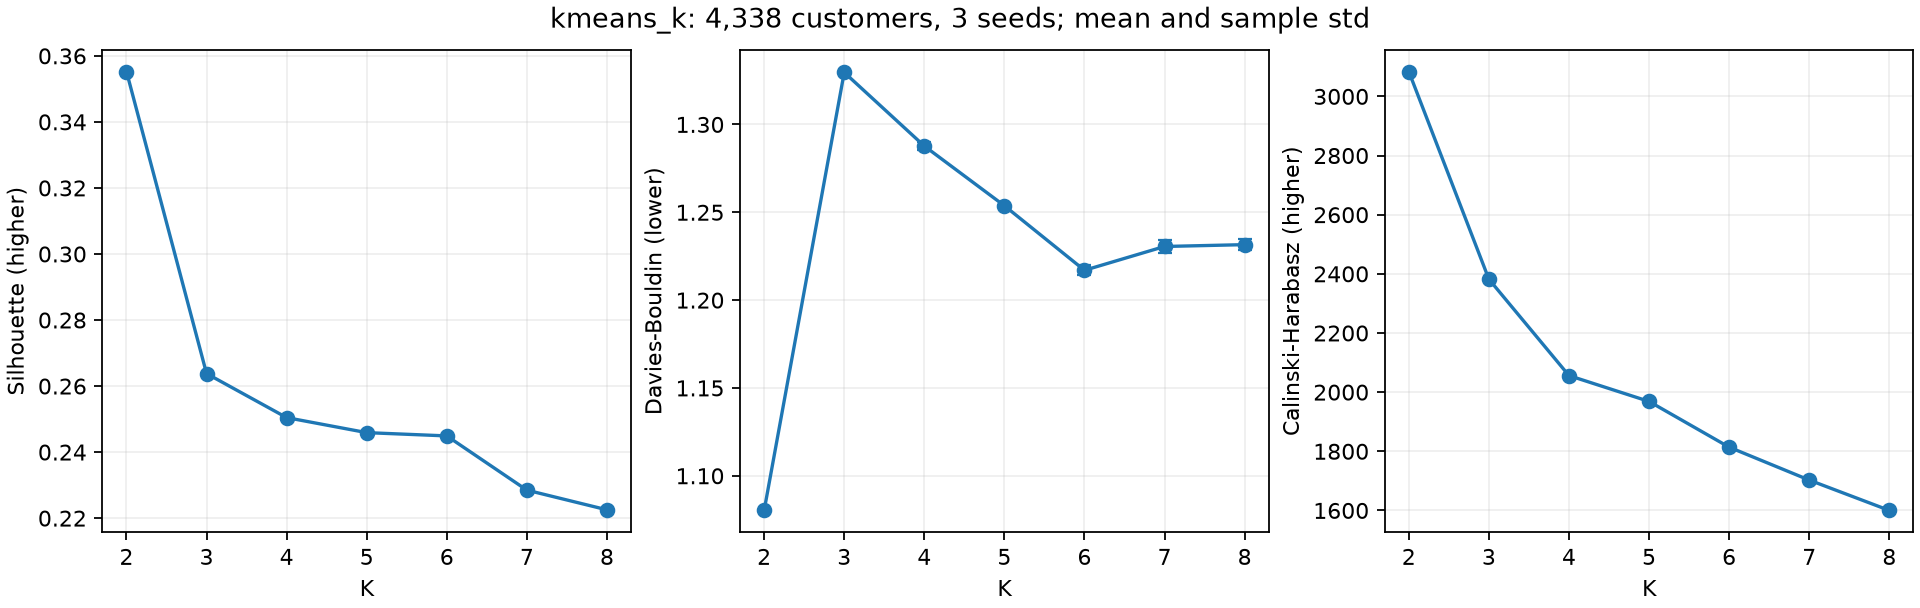 kmeans_k: 4,338 customers, 3 seeds; mean and sample std
Silhouette (higher)
0.36
0.34
0.32
0.30
0.28
0.26
0.24
0.22
2 3 4 5 6 7 8
K
Davies-Bouldin (lower)
1.30
1.25
1.20
1.15
1.10
2 3 4 5 6 7 8
K
Calinski-Harabasz (higher)
3000
2800
2600
2400
2200
2000
1800
1600
2 3 4 5 6 7 8
K